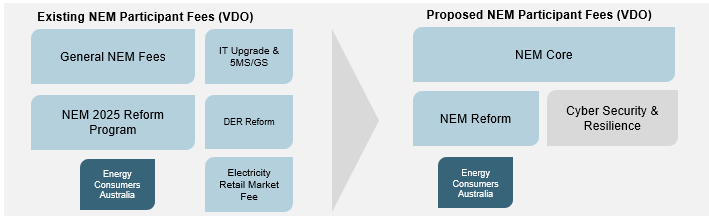 Existing NEM Participant Fees (VDO)
General NEM Fees
IT Upgrade &
5MS/GS
NEM 2025 Reform
Program
DER Reform
Energy
Consumers
Australia
Electricity
Retail Market
Fee
Proposed NEM Participant Fees (VDO)
NEM Core
NEM Reform
Cyber Security &
Resilience
Energy
Consumers
Australia